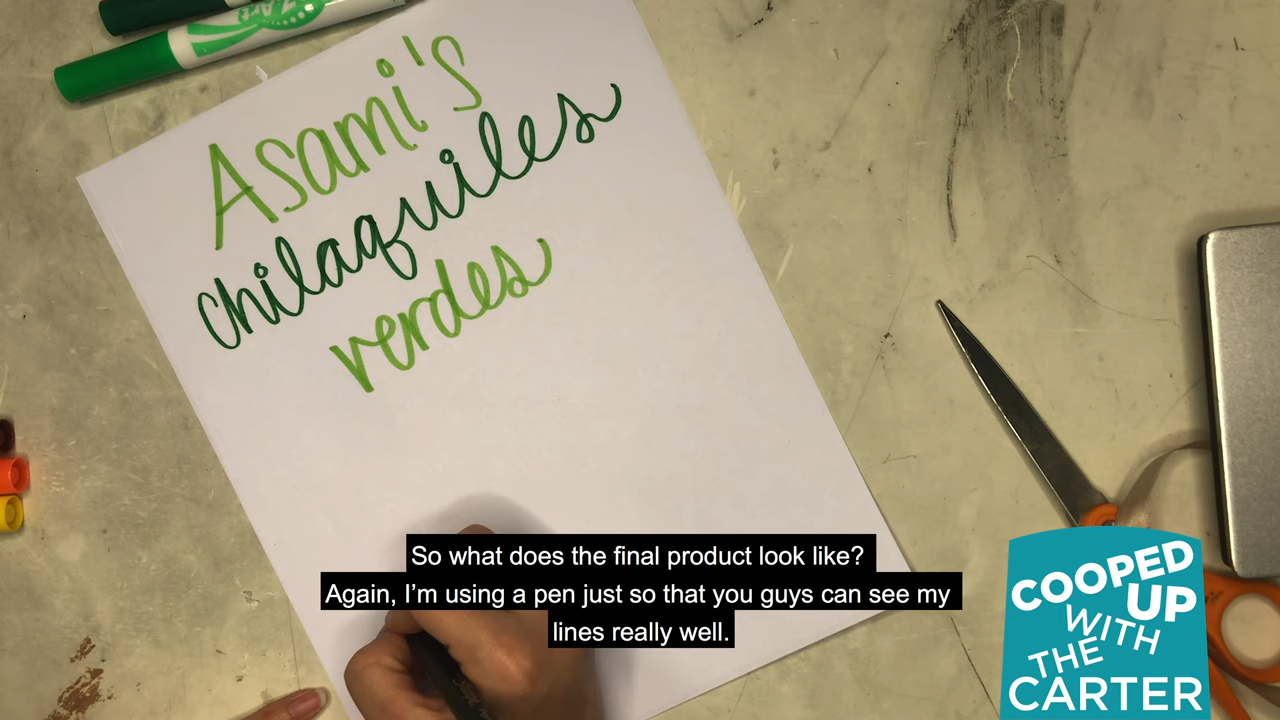 Asami's
chilaquiles
verdes
So what does the final product look like?
Again, I'm using a pen just so that you guys can see my
lines really well.
COOPED
UP
WITH
THE
CARTER